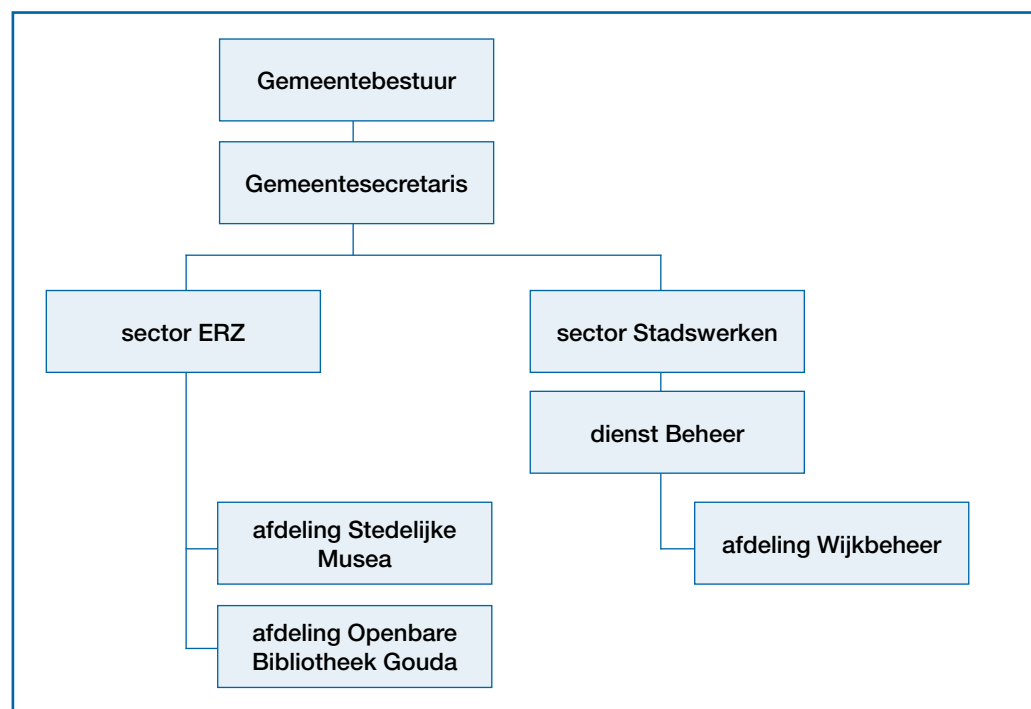 Gemeentebestuur
Gemeentesecretaris
sector ERZ
sector Stadswerken
dienst Beheer
afdeling Stedelijke
Musea
afdeling Wijkbeheer
afdeling Openbare
Bibliotheek Gouda